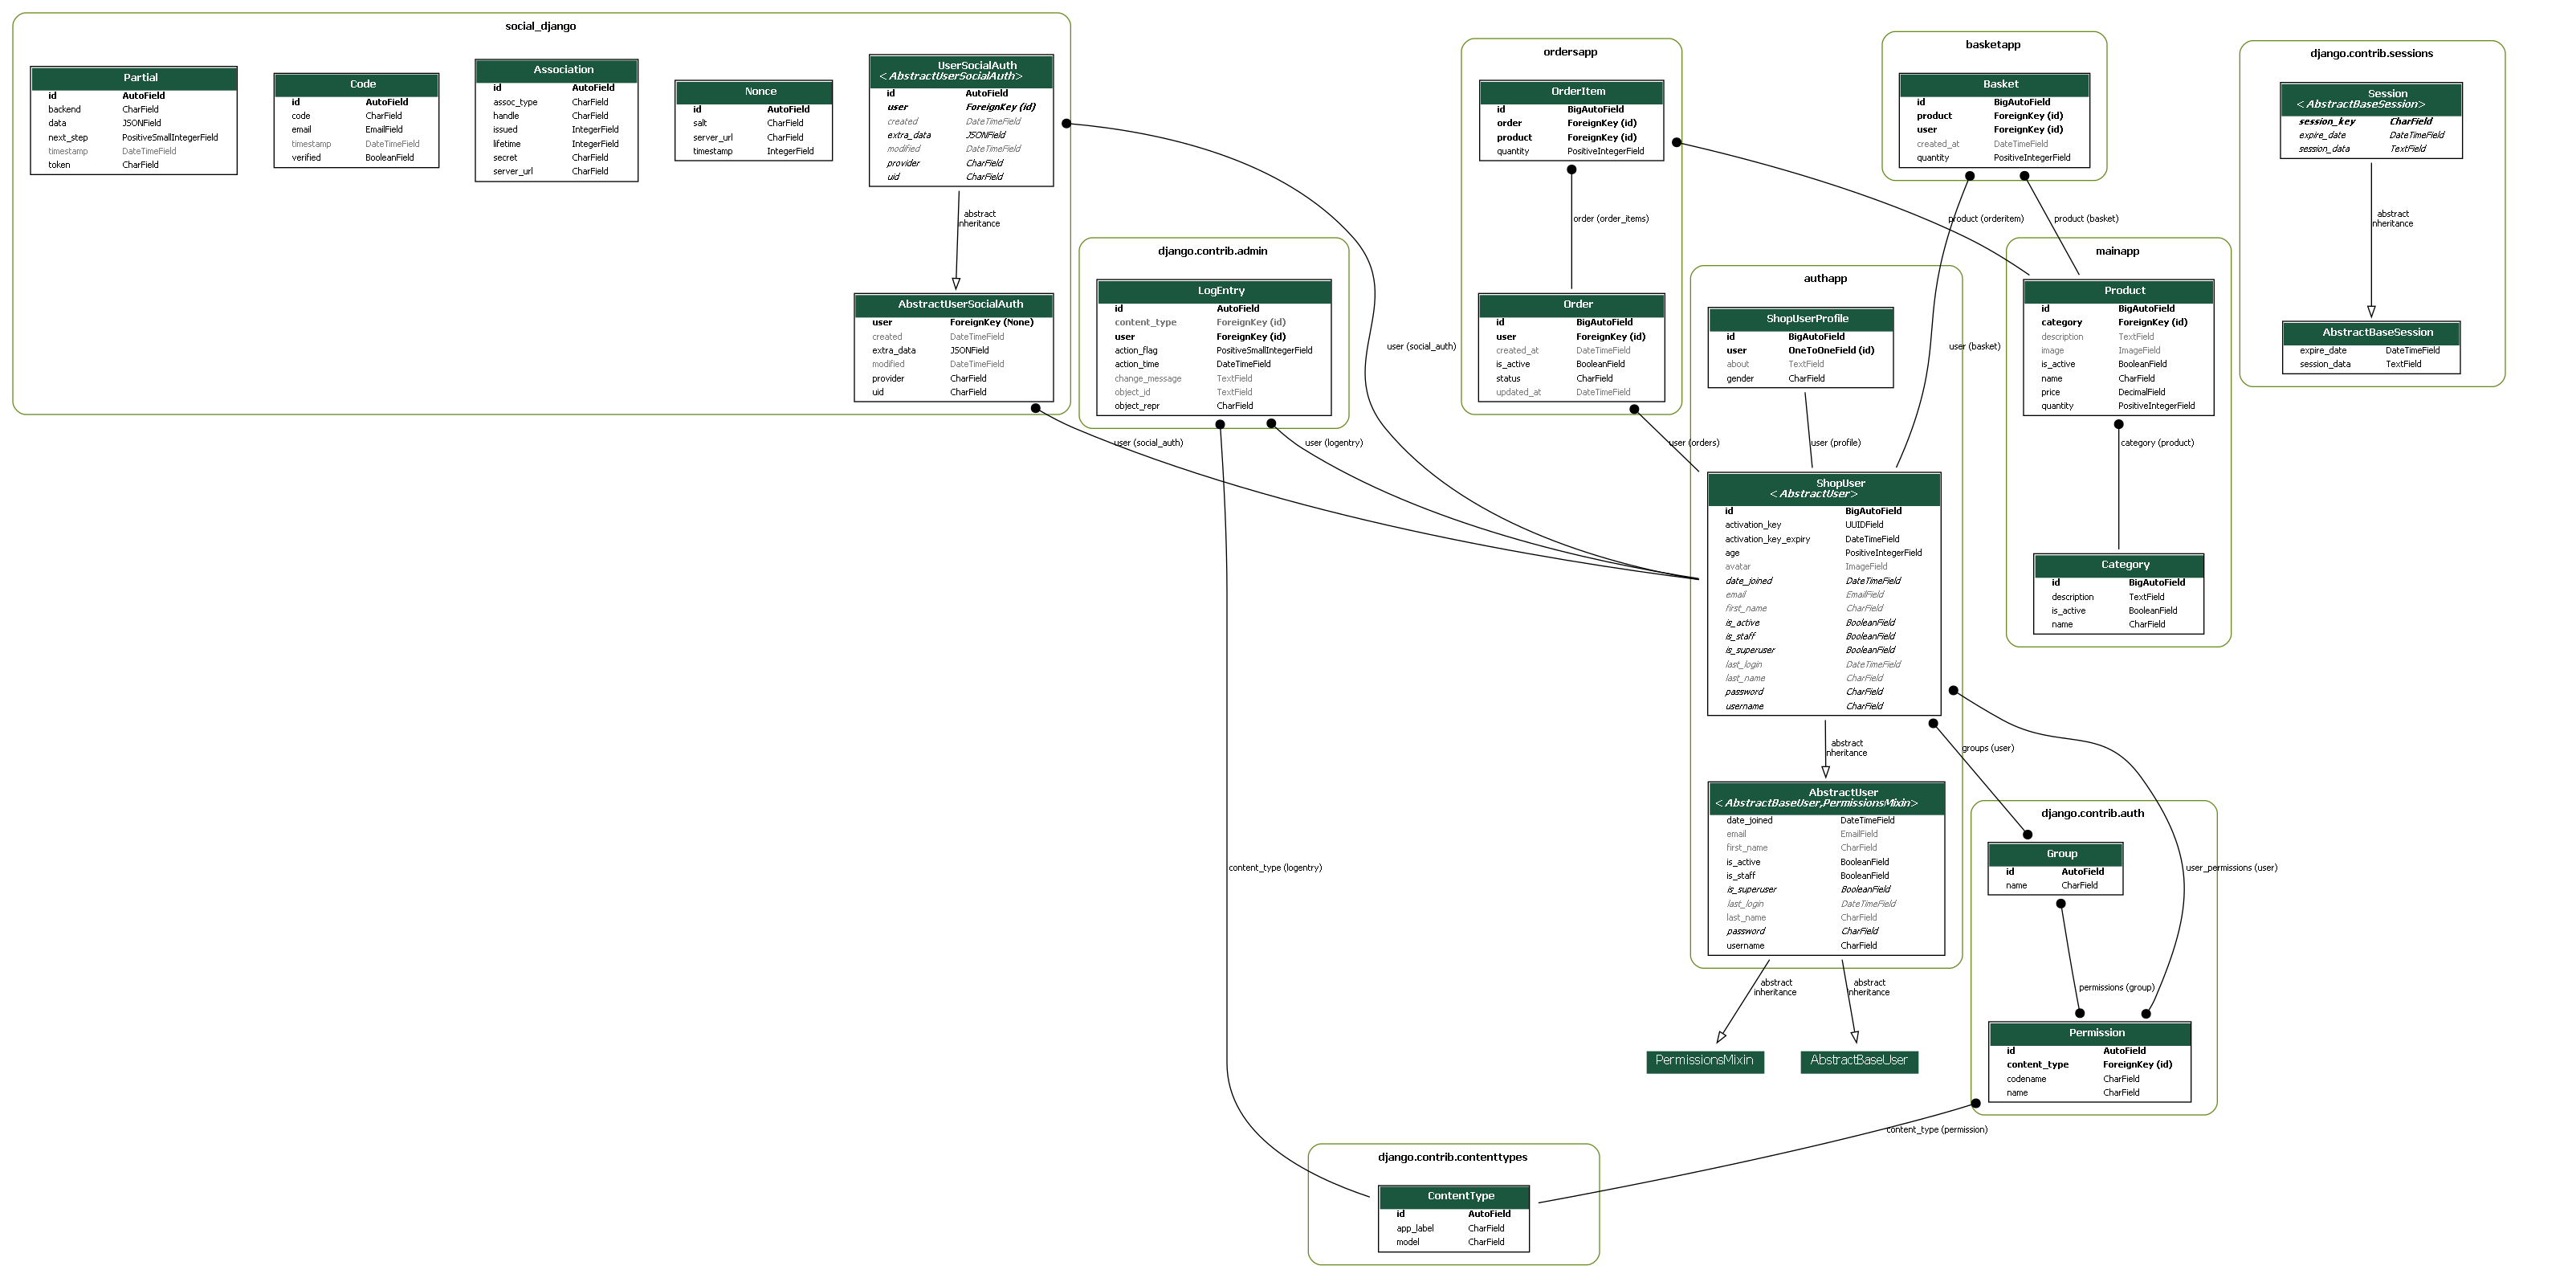 social_django
Partial
id AutoField
backend CharField
data JSONField
next_step PositiveSmallIntegerField
timestamp DateTimeField
token CharField
Code
id AutoField
code CharField
email EmailField
timestamp DateTimeField
verified BooleanField
Association
id AutoField
assoc_type CharField
handle CharField
issued IntegerField
lifetime IntegerField
secret CharField
server_url CharField
Nonce
id AutoField
salt CharField
server_url CharField
timestamp IntegerField
UserSocialAuth
<AbstractUserSocialAuth>
id AutoField
user ForeignKey (id)
created DateTimeField
extra_data JSONField
modified DateTimeField
provider CharField
uid CharField
abstract
inheritance
AbstractUserSocialAuth
user ForeignKey (None)
created DateTimeField
extra_data JSONField
modified DateTimeField
provider CharField
uid CharField
user (social_auth)
django.contrib.admin
LogEntry
id AutoField
content_type ForeignKey (id)
user ForeignKey (id)
action_flag PositiveSmallIntegerField
action_time DateTimeField
change_message TextField
object_id TextField
object_repr CharField
user (logentry)
user (social_auth)
content_type (logentry)
ordersapp
OrderItem
id BigAutoField
order ForeignKey (id)
product ForeignKey (id)
quantity PositiveIntegerField
order (order_items)
Order
id BigAutoField
user ForeignKey (id)
created_at DateTimeField
is_active BooleanField
status CharField
updated_at DateTimeField
user (orders)
basketapp
Basket
id BigAutoField
product ForeignKey (id)
user ForeignKey (id)
created_at DateTimeField
quantity PositiveIntegerField
product (orderitem)
product (basket)
user (basket)
authapp
ShopUserProfile
id BigAutoField
user OneToOneField (id)
about TextField
gender CharField
user (profile)
ShopUser
<AbstractUser>
id BigAutoField
activation_key UUIDField
activation_key_expiry DateTimeField
age PositiveIntegerField
avatar ImageField
date_joined DateTimeField
email EmailField
first_name CharField
is_active BooleanField
is_staff BooleanField
is_superuser BooleanField
last_login DateTimeField
last_name CharField
password CharField
username CharField
abstract
inheritance
AbstractUser
<AbstractBaseUser,PermissionsMixin>
date_joined DateTimeField
email EmailField
first_name CharField
is_active BooleanField
is_staff BooleanField
is_superuser BooleanField
last_login DateTimeField
last_name CharField
password CharField
username CharField
abstract
inheritance
abstract
inheritance
PermissionsMixin
AbstractBaseUser
mainapp
Product
id BigAutoField
category ForeignKey (id)
description TextField
image ImageField
is_active BooleanField
name CharField
price DecimalField
quantity PositiveIntegerField
category (product)
Category
id BigAutoField
description TextField
is_active BooleanField
name CharField
django.contrib.sessions
Session
<AbstractBaseSession>
session_key CharField
expire_date DateTimeField
session_data TextField
abstract
inheritance
AbstractBaseSession
expire_date DateTimeField
session_data TextField
groups (user)
django.contrib.auth
Group
id AutoField
name CharField
user_permissions (user)
permissions (group)
Permission
id AutoField
content_type ForeignKey (id)
codename CharField
name CharField
content_type (permission)
django.contrib.contenttypes
ContentType
id AutoField
app_label CharField
model CharField